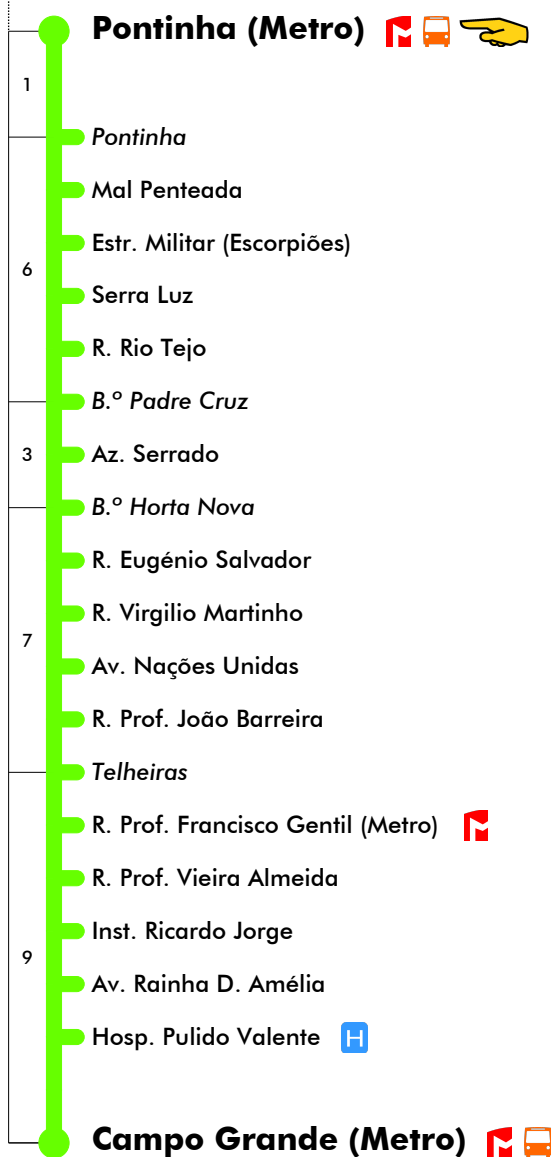 Pontinha (Metro)
1
Pontinha
Mal Penteada
Estr. Militar (Escorpiões)
6
Serra Luz
R. Rio Tejo
B.º Padre Cruz
3
Az. Serrado
B.º Horta Nova
R. Eugénio Salvador
R. Virgilio Martinho
7
Av. Nações Unidas
R. Prof. João Barreira
Telheiras
R. Prof. Francisco Gentil (Metro)
R. Prof. Vieira Almeida
Inst. Ricardo Jorge
9
Av. Rainha D. Amélia
Hosp. Pulido Valente H
Campo Grande (Metro)